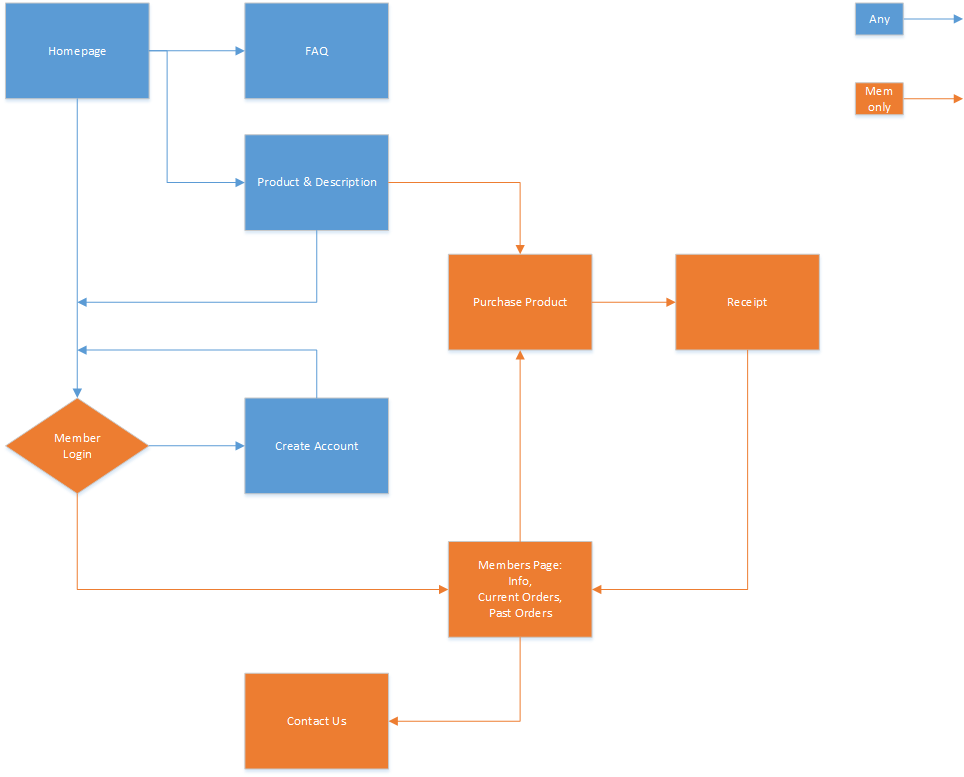 Homepage
FAQ
Any
Mem
only
Product & Description
Purchase Product
Receipt
Member
Login
Create Account
Members Page:
Info,
Current Orders,
Past Orders
Contact Us